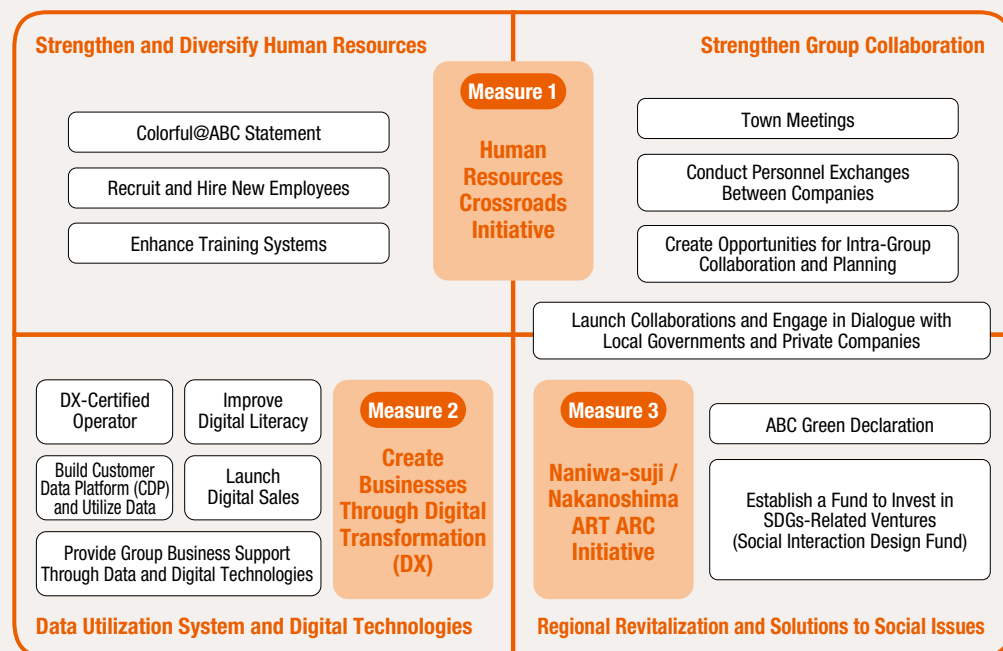 Strengthen and Diversify Human Resources
Strengthen Group Collaboration
Measure 1
Human
Resources
Crossroads
Initiative
Colorful@ABC Statement
Recruit and Hire New Employees
Enhance Training Systems
Town Meetings
Conduct Personnel Exchanges
Between Companies
Create Opportunities for Intra-Group
Collaboration and Planning
Launch Collaborations and Engage in Dialogue with
Local Governments and Private Companies
DX-Certified
Operator
Improve
Digital Literacy
Build Customer
Data Platform (CDP)
and Utilize Data
Launch
Digital Sales
Provide Group Business Support
Through Data and Digital Technologies
Measure 2
Create
Businesses
Through Digital
Transformation
(DX)
Measure 3
Naniwa-suji /
Nakanoshima
ART ARC
Initiative
ABC Green Declaration
Establish a Fund to Invest in
SDGs-Related Ventures
(Social Interaction Design Fund)
Data Utilization System and Digital Technologies
Regional Revitalization and Solutions to Social Issues